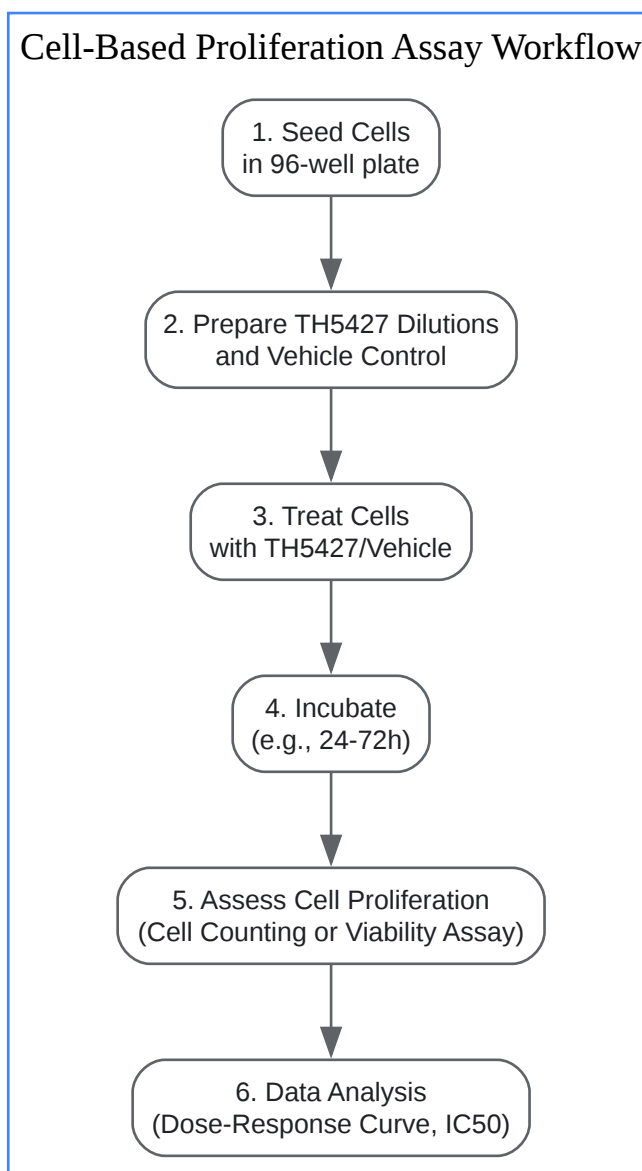 Cell-Based Proliferation Assay Workflow
1. Seed Cells
in 96-well plate
2. Prepare TH5427 Dilutions
and Vehicle Control
3. Treat Cells
with TH5427/Vehicle
4. Incubate
(e.g., 24-72h)
5. Assess Cell Proliferation
(Cell Counting or Viability Assay)
6. Data Analysis
(Dose-Response Curve, IC50)